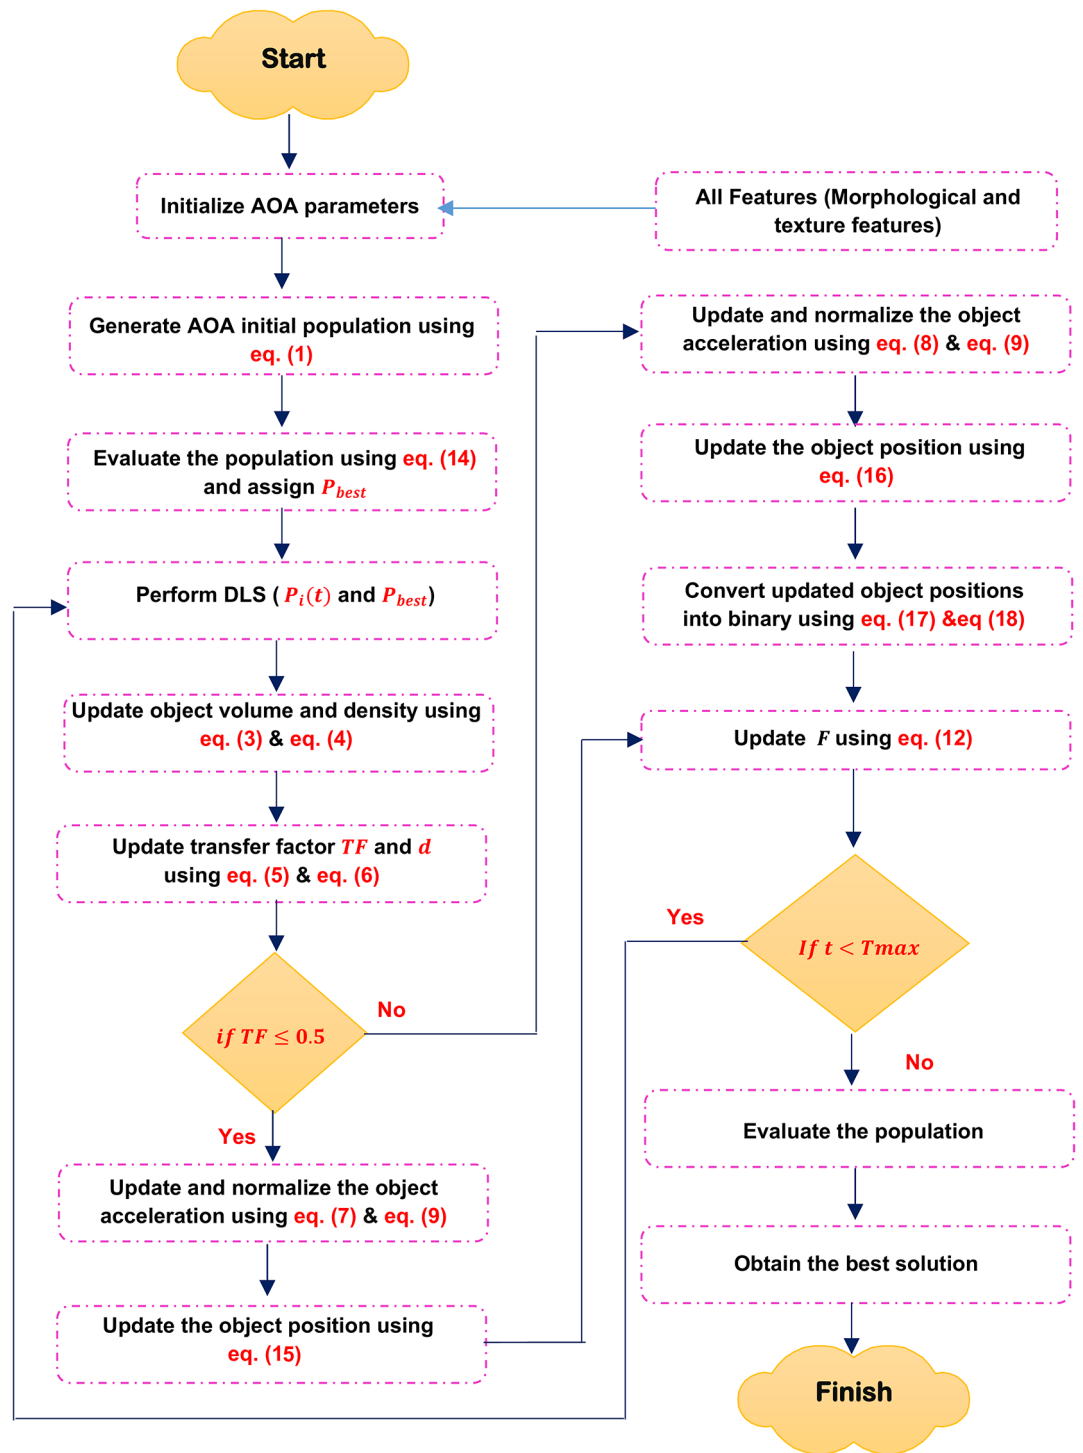 Start
Initialize AOA parameters
All Features (Morphological and
texture features)
Generate AOA initial population using
eq. (1)
Evaluate the population using eq. (14)
and assign P_best
Perform DLS ( P_i(t) and P_best)
Update object volume and density using
eq. (3) & eq. (4)
Update transfer factor TF and d
using eq. (5) & eq. (6)
if TF ≤ 0.5
No
Yes
Update and normalize the object
acceleration using eq. (7) & eq. (9)
Update the object position using
eq. (15)
Update and normalize the object
acceleration using eq. (8) & eq. (9)
Update the object position using
eq. (16)
Convert updated object positions
into binary using eq. (17) &eq (18)
Update F using eq. (12)
Yes
If t < Tmax
No
Evaluate the population
Obtain the best solution
Finish